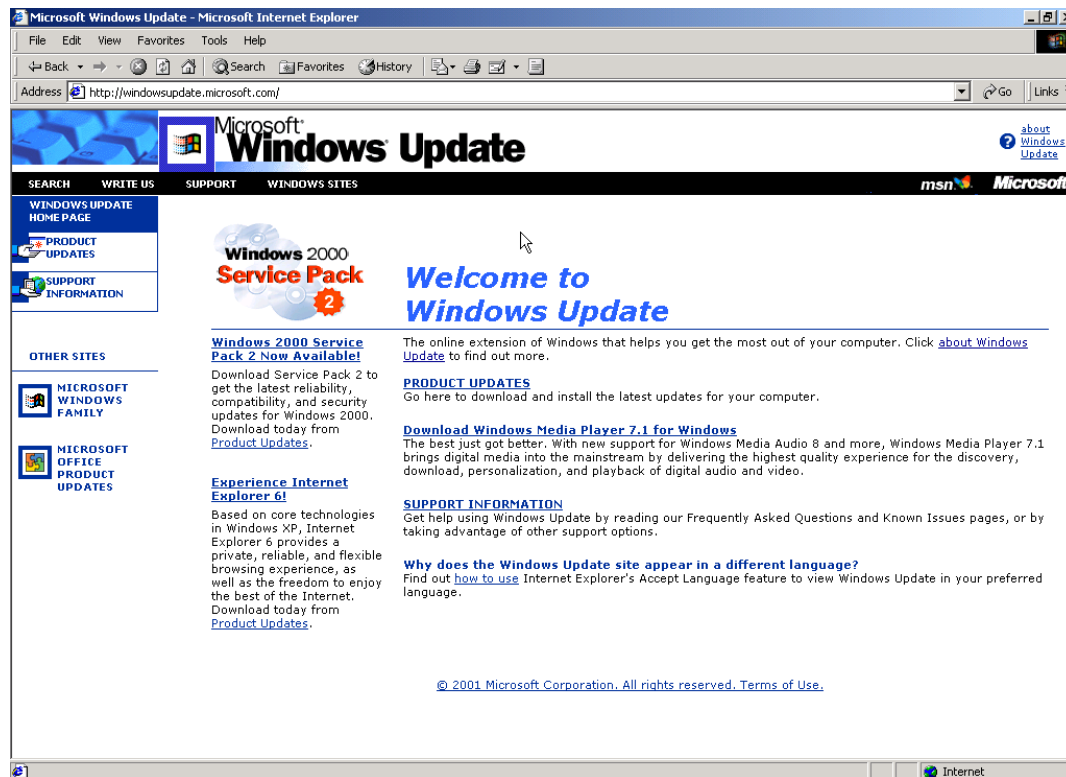 Microsoft Windows Update - Microsoft Internet Explorer
File Edit View Favorites Tools Help
Back Search Favorites History
Address http://windowsupdate.microsoft.com/ Go Links
Microsoft
Windows Update
about
Windows
Update
SEARCH WRITE US SUPPORT WINDOWS SITES msn Microsoft
WINDOWS UPDATE
HOME PAGE
PRODUCT
UPDATES
SUPPORT
INFORMATION
OTHER SITES
MICROSOFT
WINDOWS
FAMILY
MICROSOFT
OFFICE
PRODUCT
UPDATES
Windows 2000
Service Pack
2
Windows 2000 Service
Pack 2 Now Available!
Download Service Pack 2 to
get the latest reliability,
compatibility, and security
updates for Windows 2000.
Download today from
Product Updates.
Experience Internet
Explorer 6!
Based on core technologies
in Windows XP, Internet
Explorer 6 provides a
private, reliable, and flexible
browsing experience, as
well as the freedom to enjoy
the best of the Internet.
Download today from
Product Updates.
Welcome to
Windows Update
The online extension of Windows that helps you get the most out of your computer. Click about Windows
Update to find out more.
PRODUCT UPDATES
Go here to download and install the latest updates for your computer.
Download Windows Media Player 7.1 for Windows
The best just got better. With new support for Windows Media Audio 8 and more, Windows Media Player 7.1
brings digital media into the mainstream by delivering the highest quality experience for the discovery,
download, personalization, and playback of digital audio and video.
SUPPORT INFORMATION
Get help using Windows Update by reading our Frequently Asked Questions and Known Issues pages, or by
taking advantage of other support options.
Why does the Windows Update site appear in a different language?
Find out how to use Internet Explorer's Accept Language feature to view Windows Update in your preferred
language.
© 2001 Microsoft Corporation. All rights reserved. Terms of Use.
Internet